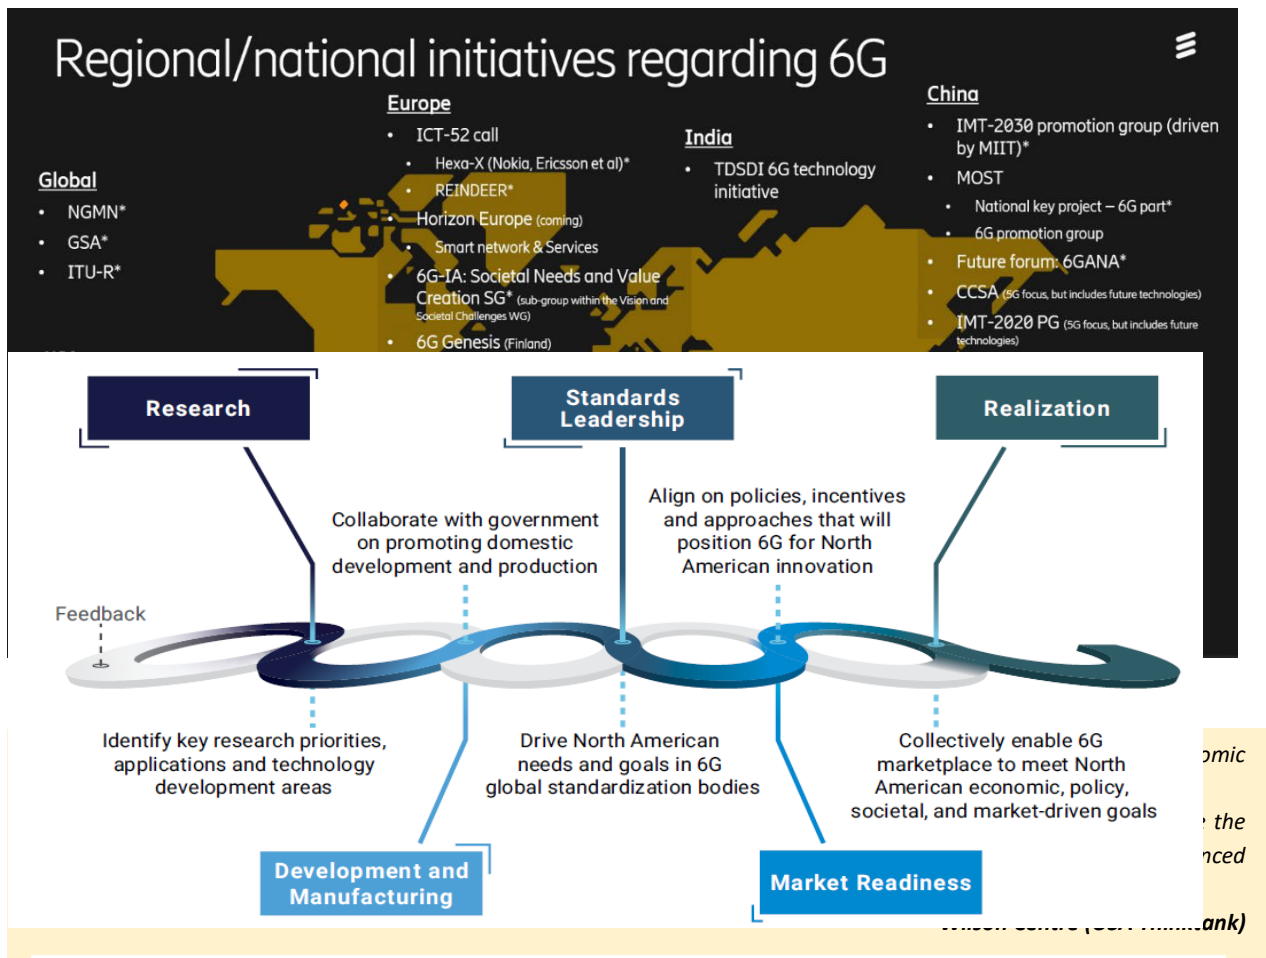 Regional/national initiatives regarding 6G
Global
• NGMN*
• GSA*
• ITU-R*
Europe
• ICT-52 call
• Hexa-X (Nokia, Ericsson et al)*
• REINDEER*
• Horizon Europe (coming)
• Smart network & Services
• 6G-IA: Societal Needs and Value
Creation SG* (sub-group within the Vision and
Societal Challenges WG)
• 6G Genesis (Finland)
India
• TDSDI 6G technology
initiative
China
• IMT-2030 promotion group (driven
by MIIT)*
• MOST
• National key project – 6G part*
• 6G promotion group
• Future forum: 6GANA*
• CCSA (5G focus, but includes future technologies)
• IMT-2020 PG (5G focus, but includes future
technologies)
Research
Standards
Leadership
Realization
Collaborate with government
on promoting domestic
development and production
Align on policies, incentives
and approaches that will
position 6G for North
American innovation
Feedback
Identify key research priorities,
applications and technology
development areas
Drive North American
needs and goals in 6G
global standardization bodies
Collectively enable 6G
marketplace to meet North
American economic, policy,
societal, and market-driven goals
Development and
Manufacturing
Market Readiness
omic
the
nced
ank)